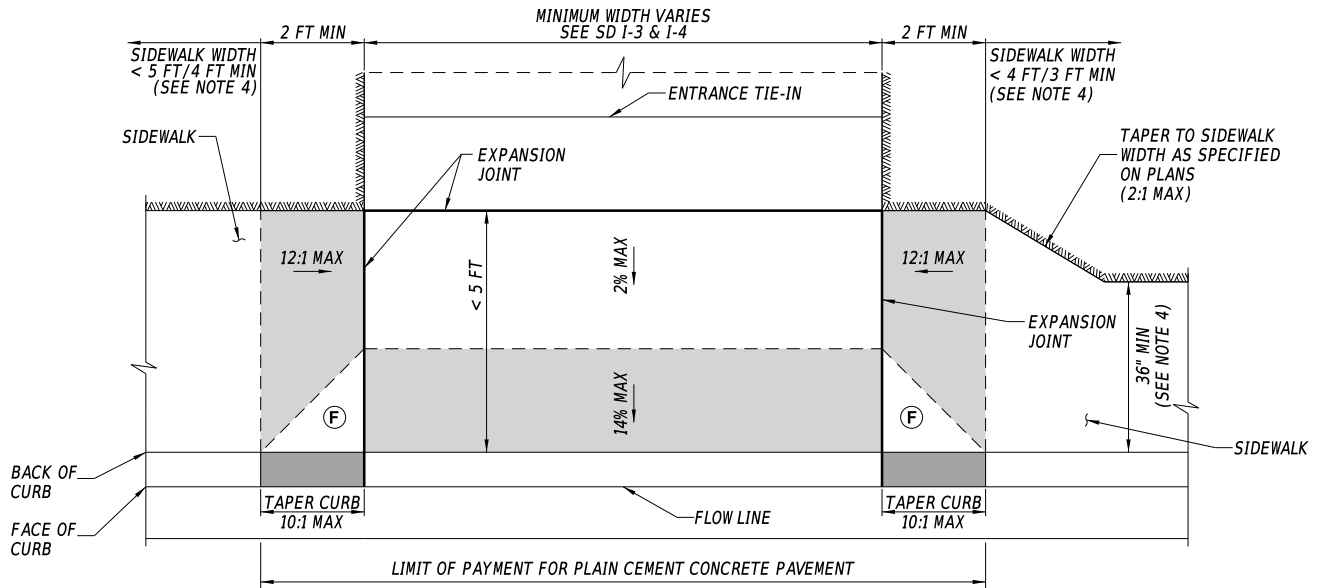 MINIMUM WIDTH VARIES
SEE SD I-3 & I-4
2 FT MIN
2 FT MIN
SIDEWALK WIDTH
< 5 FT/4 FT MIN
(SEE NOTE 4)
SIDEWALK WIDTH
< 4 FT/3 FT MIN
(SEE NOTE 4)
ENTRANCE TIE-IN
SIDEWALK
EXPANSION
JOINT
TAPER TO SIDEWALK
WIDTH AS SPECIFIED
ON PLANS
(2:1 MAX)
12:1 MAX
< 5 FT
2% MAX
12:1 MAX
EXPANSION
JOINT
36" MIN
(SEE NOTE 4)
14% MAX
F
F
SIDEWALK
BACK OF
CURB
FACE OF
CURB
TAPER CURB
10:1 MAX
FLOW LINE
TAPER CURB
10:1 MAX
LIMIT OF PAYMENT FOR PLAIN CEMENT CONCRETE PAVEMENT